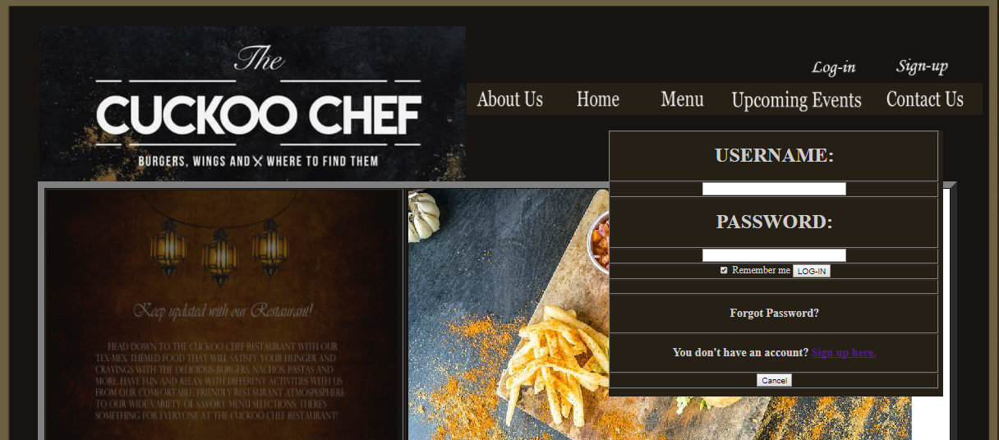 The
CUCKOO CHEF
BURGERS, WINGS AND WHERE TO FIND THEM
Log-in Sign-up
About Us Home Menu Upcoming Events Contact Us
USERNAME:
PASSWORD:
Remember me LOG-IN
Forgot Password?
You don't have an account? Sign up here.
Cancel
Keep updated with our Restaurant!
HEAD DOWN TO THE CUCKOO CHEF RESTAURANT WITH OUR
TEX-MEX THEMED FOOD THAT WILL SATISFY YOUR HUNGER AND
CRAVINGS WITH THE DELICIOUS BURGERS, NACHOS, PASTAS AND
MORE. HAVE FUN AND RELAX WITH DIFFERENT ACTIVITIES WITH US
FROM OUR COMFORTABLE, FRIENDLY RESTAURANT ATMOSPESPHERE
TO OUR WIDE VARIETY OF SAVORY MENU SELECTIONS. THERE'S
SOMETHING FOR EVERYONE AT THE CUCKOO CHEF RESTAURANT!